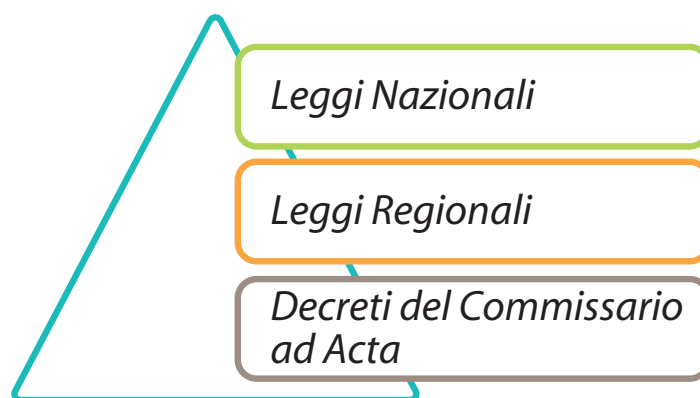 Leggi Nazionali
Leggi Regionali
Decreti del Commissario
ad Acta